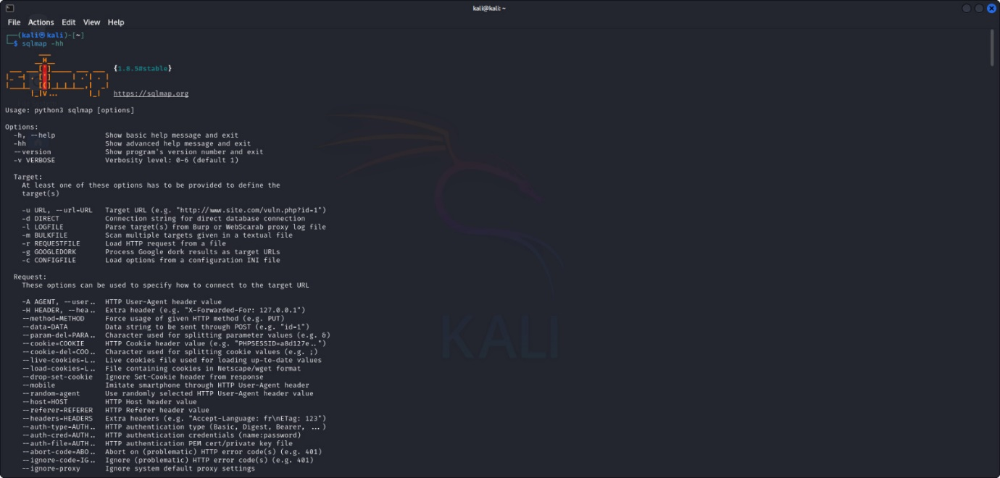 kali@kali: ~
File Actions Edit View Help
(kali㉿kali)-[~]
$ sqlmap -hh
{1.8.5#stable}
https://sqlmap.org
Usage: python3 sqlmap [options]
Options:
-h, --help Show basic help message and exit
-hh Show advanced help message and exit
--version Show program's version number and exit
-v VERBOSE Verbosity level: 0-6 (default 1)
Target:
At least one of these options has to be provided to define the
target(s)
-u URL, --url=URL Target URL (e.g. "http://www.site.com/vuln.php?id=1")
-d DIRECT Connection string for direct database connection
-l LOGFILE Parse target(s) from Burp or WebScarab proxy log file
-m BULKFILE Scan multiple targets given in a textual file
-r REQUESTFILE Load HTTP request from a file
-g GOOGLEDORK Process Google dork results as target URLs
-c CONFIGFILE Load options from a configuration INI file
Request:
These options can be used to specify how to connect to the target URL
-A AGENT, --user.. HTTP User-Agent header value
-H HEADER, --hea.. Extra header (e.g. "X-Forwarded-For: 127.0.0.1")
--method=METHOD Force usage of given HTTP method (e.g. PUT)
--data=DATA Data string to be sent through POST (e.g. "id=1")
--param-del=PARA.. Character used for splitting parameter values (e.g. &)
--cookie=COOKIE HTTP Cookie header value (e.g. "PHPSESSID=a8d127e..")
--cookie-del=COO.. Character used for splitting cookie values (e.g. ;)
--live-cookies=L.. Live cookies file used for loading up-to-date values
--load-cookies=L.. File containing cookies in Netscape/wget format
--drop-set-cookie Ignore Set-Cookie header from response
--mobile Imitate smartphone through HTTP User-Agent header
--random-agent Use randomly selected HTTP User-Agent header value
--host=HOST HTTP Host header value
--referer=REFERER HTTP Referer header value
--headers=HEADERS Extra headers (e.g. "Accept-Language: fr\nETag: 123")
--auth-type=AUTH.. HTTP authentication type (Basic, Digest, Bearer, ...)
--auth-cred=AUTH.. HTTP authentication credentials (name:password)
--auth-file=AUTH.. HTTP authentication PEM cert/private key file
--abort-code=ABO.. Abort on (problematic) HTTP error code(s) (e.g. 401)
--ignore-code=IG.. Ignore (problematic) HTTP error code(s) (e.g. 401)
--ignore-proxy Ignore system default proxy settings
KALI